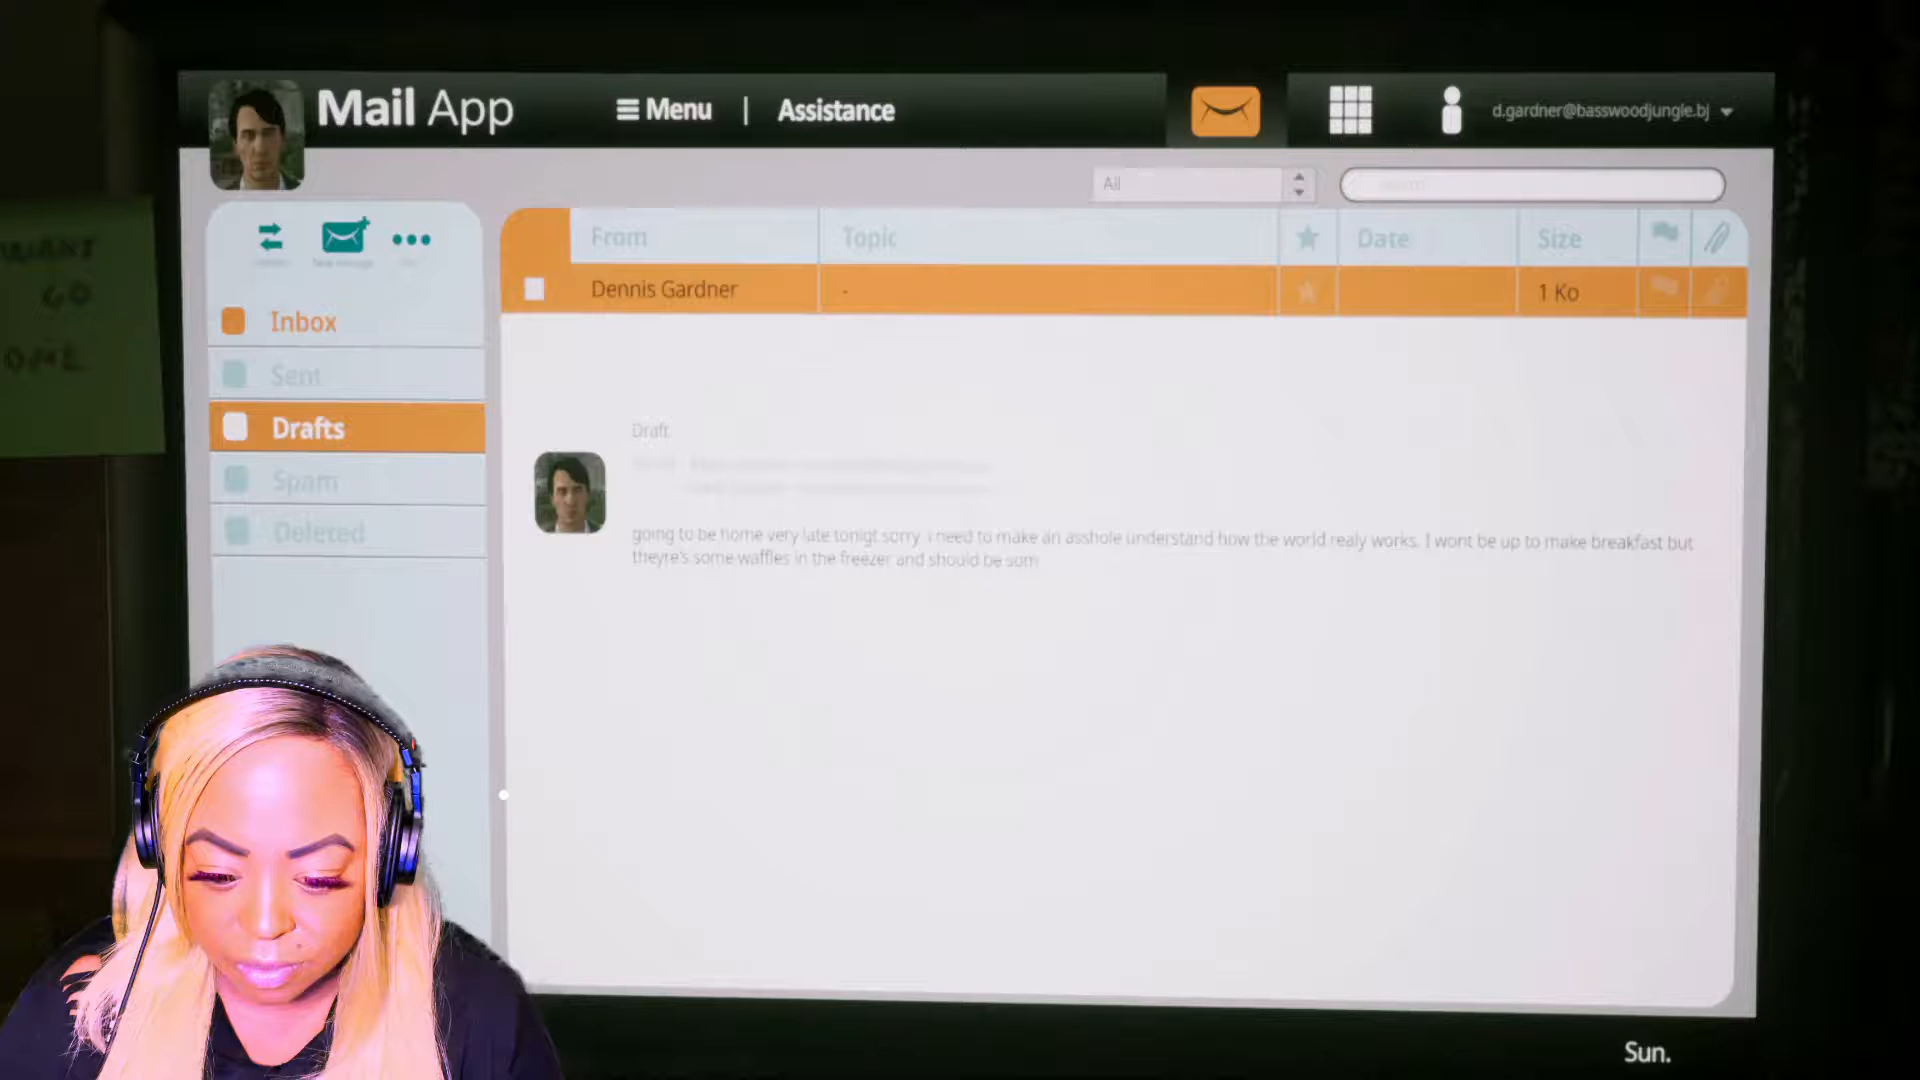 Mail App
Menu | Assistance
d.gardner@basswoodjungle.bj
All
From Topic Date Size
Dennis Gardner - 1 Ko
Inbox
Sent
Drafts
Spam
Deleted
Draft
going to be home very late tonigt sorry. i need to make an asshole understand how the world realy works. I wont be up to make breakfast but
theyre's some waffles in the freezer and should be som
GO
Sun.